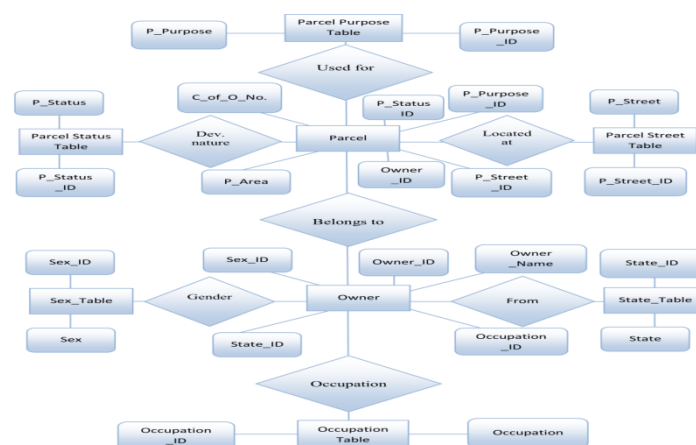 Parcel Purpose
Table
P_Purpose
P_Purpose
_ID
Used for
P_Status
C_of_O_No.
P_Status
ID
P_Purpose
_ID
P_Street
Parcel Status
Table
Dev.
nature
Parcel
Located
at
Parcel Street
Table
P_Status
_ID
P_Area
Owner
_ID
P_Street
_ID
P_Street_ID
Belongs to
Sex_ID
Sex_ID
Owner_ID
Owner
_Name
State_ID
Sex_Table
Gender
Owner
From
State_Table
Sex
State_ID
Occupation
_ID
State
Occupation
Occupation
_ID
Occupation
Table
Occupation